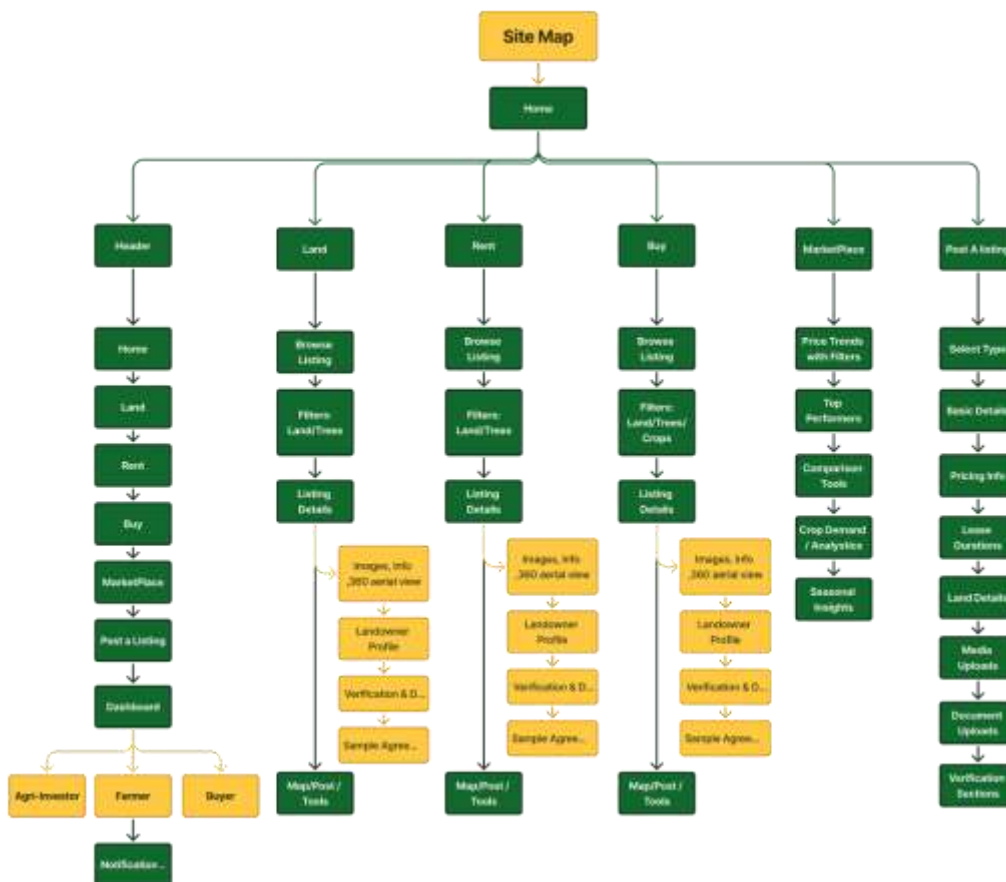 Site Map
Home
Header
Land
Rent
Buy
MarketPlace
Post A listing
Home
Land
Rent
Buy
MarketPlace
Post a Listing
Dashboard
Agri-Investor
Farmer
Buyer
Notification...
Browse
Listing
Filters:
Land/Trees
Listing
Details
Images, Info
,360 aerial view
Landowner
Profile
Verification & D...
Sample Agree...
Map/Post /
Tools
Browse
Listing
Filters:
Land/Trees
Listing
Details
Images, Info
,360 aerial view
Landowner
Profile
Verification & D...
Sample Agree...
Map/Post /
Tools
Browse
Listing
Filters:
Land/Trees/
Crops
Listing
Details
Images, Info
,360 aerial view
Landowner
Profile
Verification & D...
Sample Agree...
Map/Post /
Tools
Price Trends
with Filters
Top
Performers
Tools
Crop Demand
Seasonal
Insights
Select Type
Basic Details
Pricing Info
Lease
Durations
Land Details
Media
Uploads
Document
Uploads
Verification